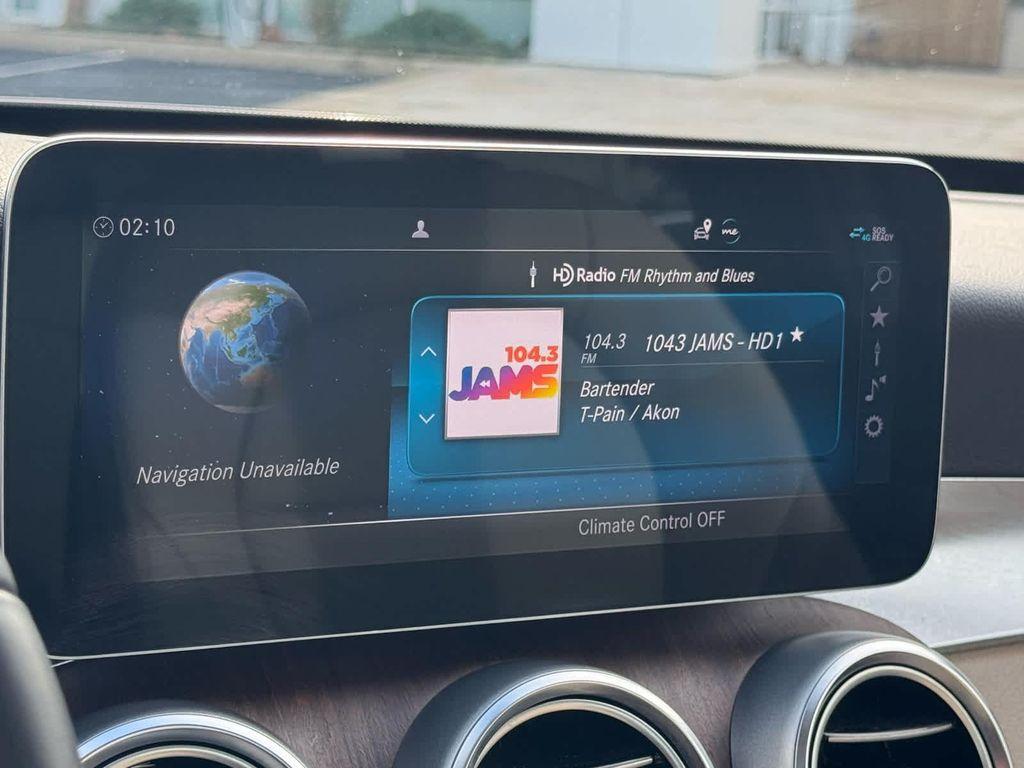 02:10
me
4G SOS READY
HD Radio FM Rhythm and Blues
104.3 JAMS
104.3 FM
1043 JAMS - HD1
Bartender
T-Pain / Akon
Navigation Unavailable
Climate Control OFF